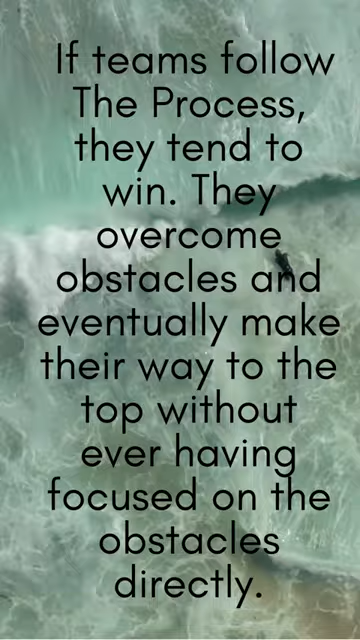 If teams follow
The Process,
they tend to
win. They
overcome
obstacles and
eventually make
their way to the
top without
ever having
focused on the
obstacles
directly.